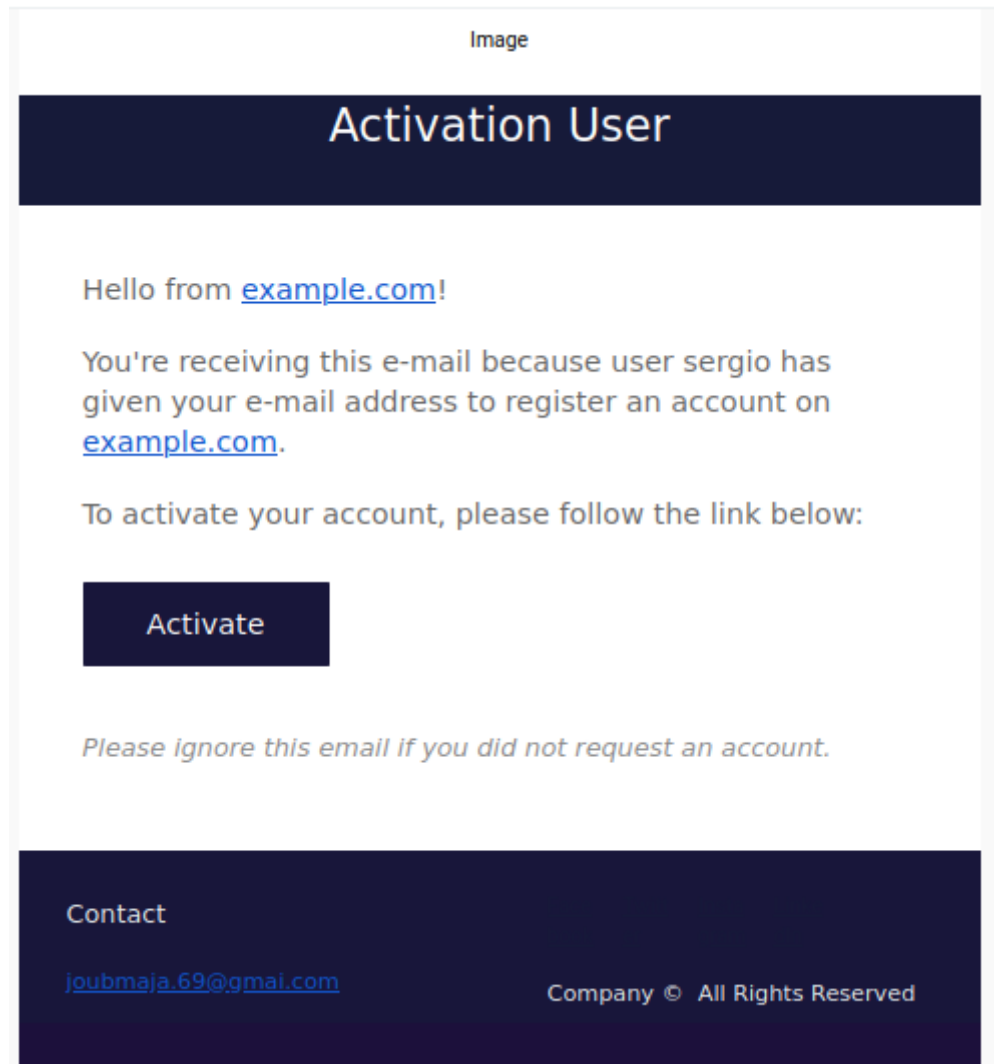 Image
Activation User
Hello from example.com!
You're receiving this e-mail because user sergio has
given your e-mail address to register an account on
example.com.
To activate your account, please follow the link below:
Activate
Please ignore this email if you did not request an account.
Contact
joubmaja.69@gmai.com
Company © All Rights Reserved